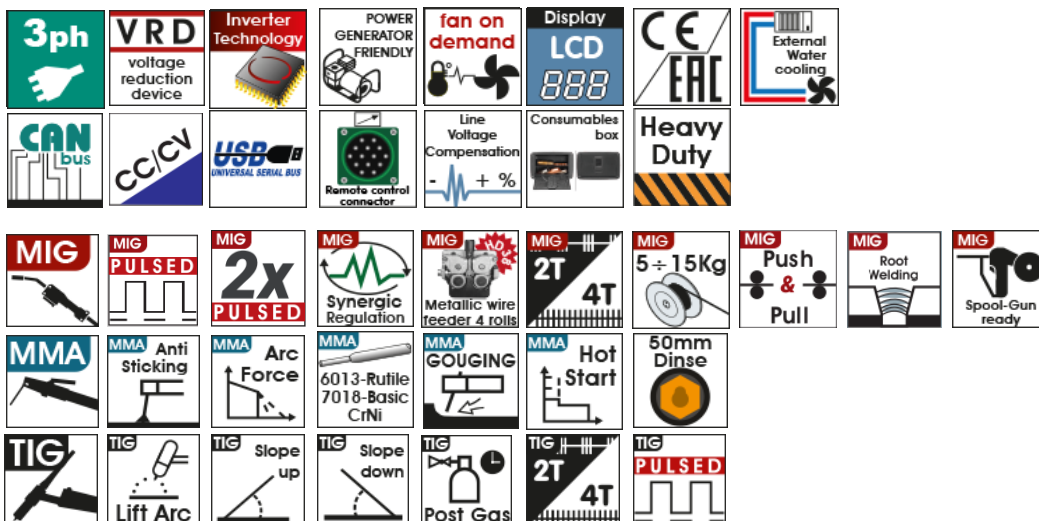 3ph
VRD
voltage
reduction
device
Inverter
Technology
POWER
GENERATOR
FRIENDLY
fan on
demand
Display
LCD
888
CE
EAC
External
Water
cooling
CAN
bus
CC/CV
USB
UNIVERSAL SERIAL BUS
Remote control
connector
Line
Voltage
Compensation
- + %
Consumables
box
Heavy
Duty
MIG
MIG
PULSED
MIG
2x
PULSED
MIG
Synergic
Regulation
MIG
Metallic wire
feeder 4 rolls
MIG
2T
4T
MIG
5÷15Kg
MIG
Push
&
Pull
MIG
Root
Welding
MIG
Spool-Gun
ready
MMA
MMA
Anti
Sticking
MMA
Arc
Force
MMA
6013-Rutile
7018-Basic
CrNi
MMA
GOUGING
MMA
Hot
Start
50mm
Dinse
TIG
TIG
Lift Arc
TIG
Slope
up
TIG
Slope
down
TIG
Post Gas
TIG
2T
4T
TIG
PULSED